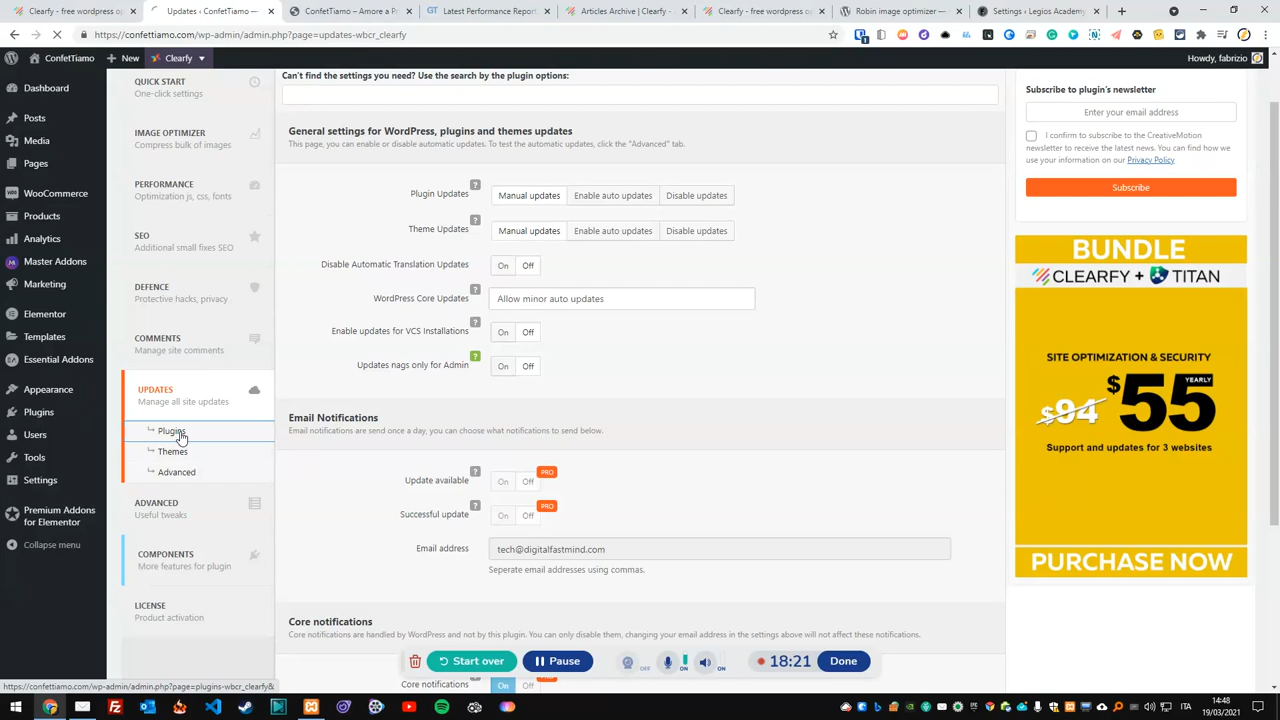 Clearfy - free wordpress op
Updates ‹ ConfetTiamo —
ConfetTiamo - Amore a P
Latest Performance Report
Articles Archive | Clearfy -
Clearfy - free wordpress op
Robin image optimizer —
Settings ‹ Legios Academy
https://confettiamo.com/wp-admin/admin.php?page=updates-wbcr_clearfy
ConfetTiamo
New
Clearfy
Howdy, fabrizio
Dashboard
Posts
Media
Pages
WooCommerce
Products
Analytics
Master Addons
Marketing
Elementor
Templates
Essential Addons
Appearance
Plugins
Users
Tools
Settings
Premium Addons
for Elementor
Collapse menu
QUICK START
One-click settings
IMAGE OPTIMIZER
Compress bulk of images
PERFORMANCE
Optimization js, css, fonts
SEO
Additional small fixes SEO
DEFENCE
Protective hacks, privacy
COMMENTS
Manage site comments
UPDATES
Manage all site updates
Plugins
Themes
Advanced
ADVANCED
Useful tweaks
COMPONENTS
More features for plugin
LICENSE
Product activation
Can't find the settings you need? Use the search by the plugin options:
General settings for WordPress, plugins and themes updates
This page, you can enable or disable automatic updates. To test the automatic updates, click the "Advanced" tab.
Plugin Updates ? Manual updates Enable auto updates Disable updates
Theme Updates ? Manual updates Enable auto updates Disable updates
Disable Automatic Translation Updates ? On Off
WordPress Core Updates ? Allow minor auto updates
Enable updates for VCS Installations ? On Off
Updates nags only for Admin ? On Off
Email Notifications
Email notifications are send once a day, you can choose what notifications to send below.
Update available ? On Off PRO
Successful update ? On Off PRO
Email address tech@digitalfastmind.com
Seperate email addresses using commas.
Core notifications
Core notifications are handled by WordPress and not by this plugin. You can only disable them, changing your email address in the settings above will not affect these notifications.
Core notifications On
Subscribe to plugin's newsletter
Enter your email address
I confirm to subscribe to the CreativeMotion
newsletter to receive the latest news. You can find how we
use your information on our Privacy Policy
Subscribe
BUNDLE
CLEARFY + TITAN
SITE OPTIMIZATION & SECURITY
$94 $55 YEARLY
Support and updates for 3 websites
PURCHASE NOW
Start over
Pause
OFF
ON
ON
18:21
Done
https://confettiamo.com/wp-admin/admin.php?page=plugins-wbcr_clearfy&
ITA
14:48
19/03/2021